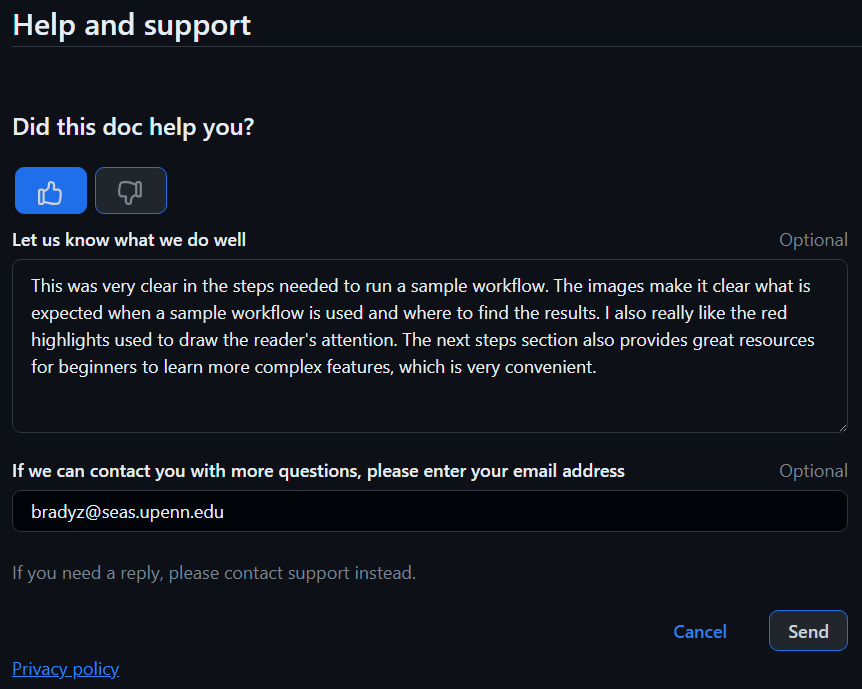 Help and support
Did this doc help you?
Let us know what we do well
Optional
This was very clear in the steps needed to run a sample workflow. The images make it clear what is
expected when a sample workflow is used and where to find the results. I also really like the red
highlights used to draw the reader's attention. The next steps section also provides great resources
for beginners to learn more complex features, which is very convenient.
If we can contact you with more questions, please enter your email address
Optional
bradyz@seas.upenn.edu
If you need a reply, please contact support instead.
Cancel
Send
Privacy policy